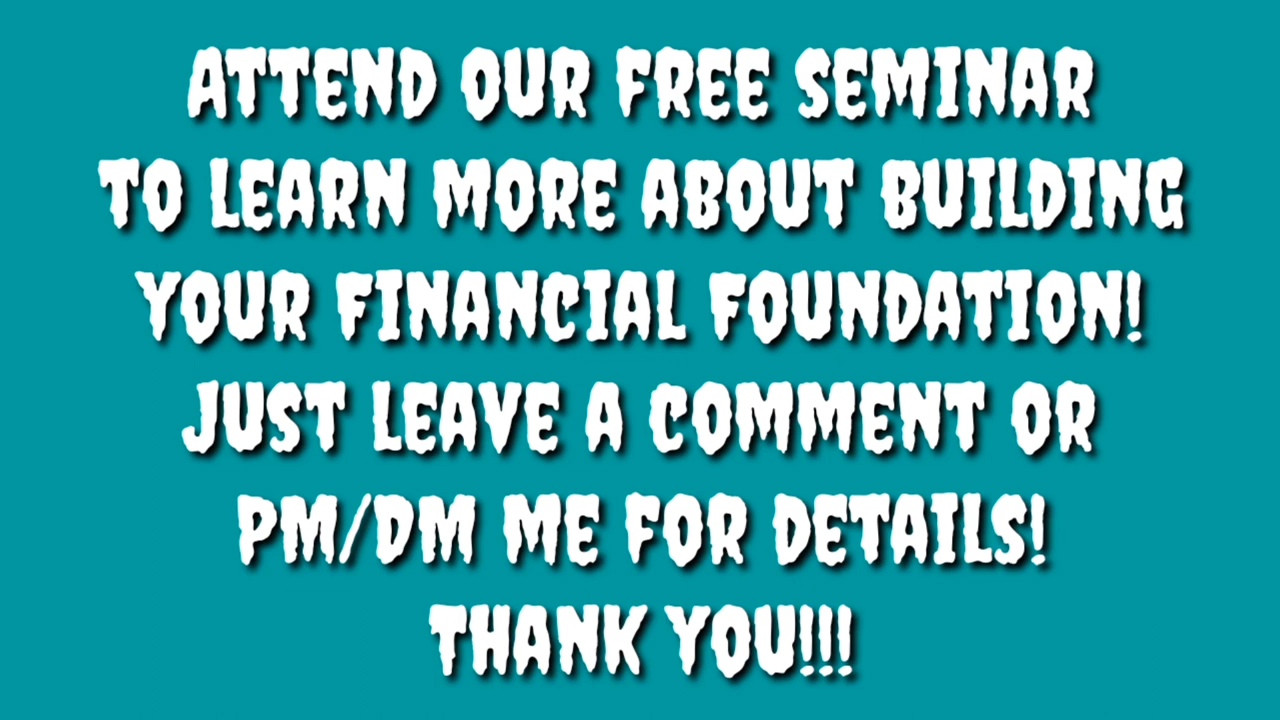 ATTEND OUR FREE SEMINAR
TO LEARN MORE ABOUT BUILDING
YOUR FINANCIAL FOUNDATION!
JUST LEAVE A COMMENT OR
PM/DM ME FOR DETAILS!
THANK YOU!!!